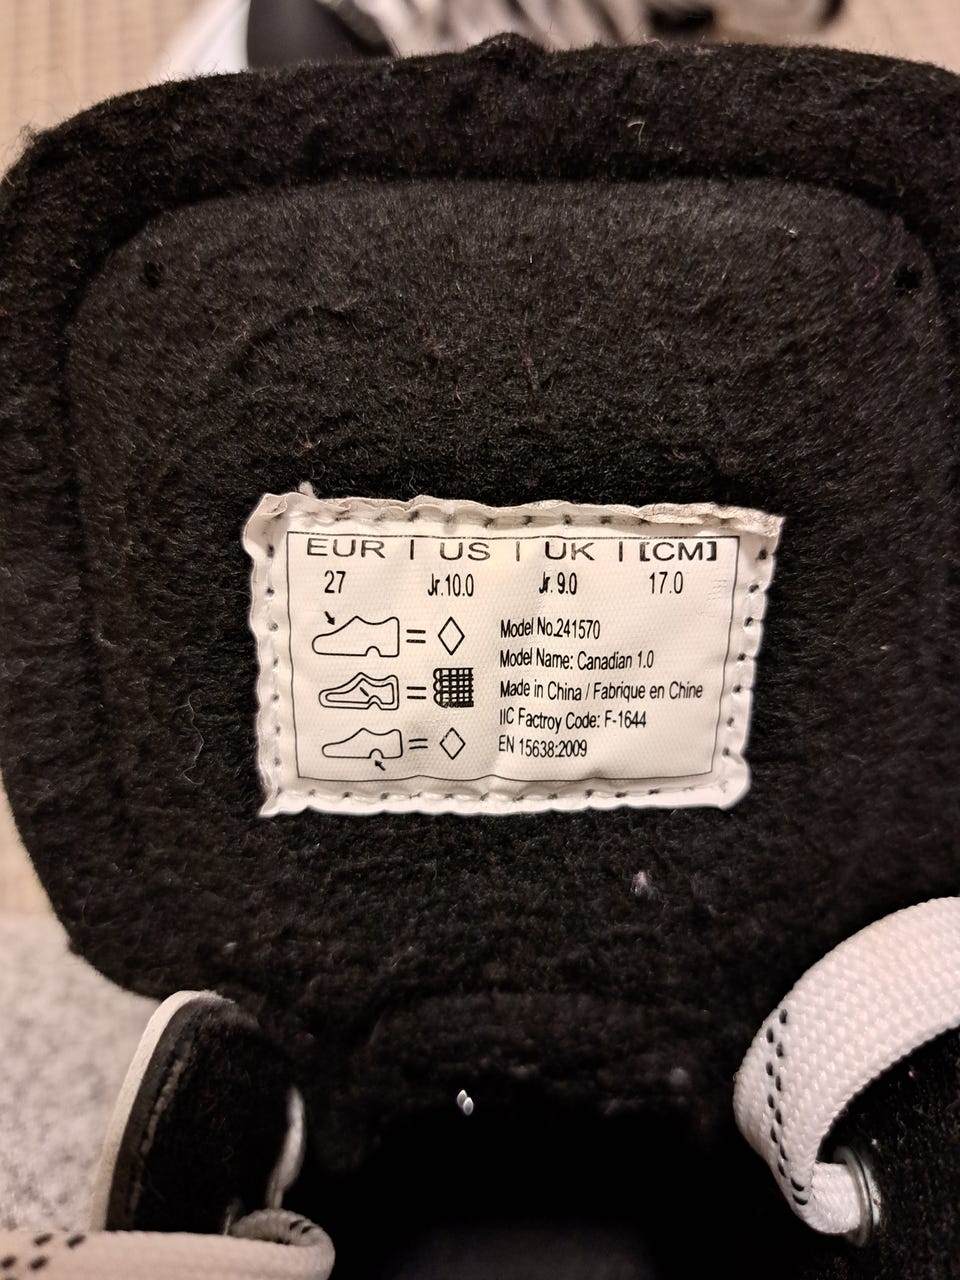 EUR | US | UK | [CM]
27 Jr.10.0 Jr. 9.0 17.0
Model No.241570
Model Name: Canadian 1.0
Made in China / Fabrique en Chine
IIC Factroy Code: F-1644
EN 15638:2009